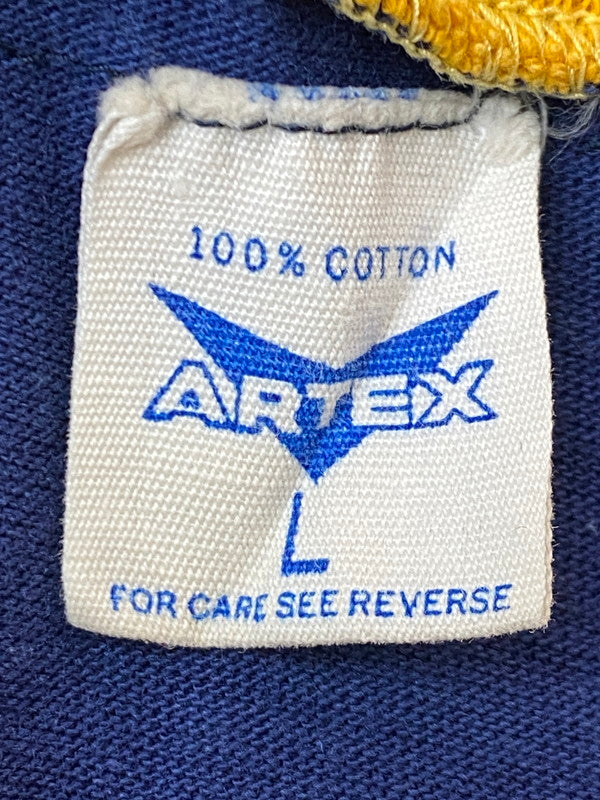 100% COTTON
ARTEX
L
FOR CARE SEE REVERSE